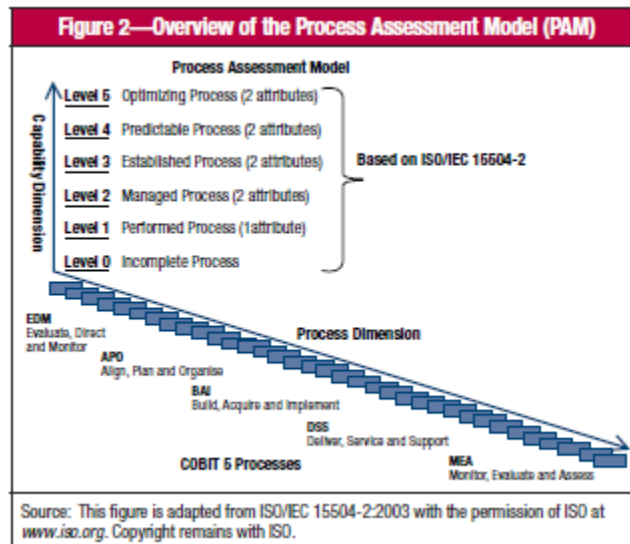 Figure 2—Overview of the Process Assessment Model (PAM)
Process Assessment Model
Level 5 Optimizing Process (2 attributes)
Level 4 Predictable Process (2 attributes)
Level 3 Established Process (2 attributes)
Level 2 Managed Process (2 attributes)
Level 1 Performed Process (1attribute)
Level 0 Incomplete Process
Capability Dimension
Based on ISO/IEC 15504-2
Process Dimension
EDM
Evaluate, Direct
and Monitor
APO
Align, Plan and Organise
BAI
Build, Acquire and Implement
DSS
Deliver, Service and Support
MEA
Monitor, Evaluate and Assess
COBIT 5 Processes
Source: This figure is adapted from ISO/IEC 15504-2:2003 with the permission of ISO at
www.iso.org. Copyright remains with ISO.